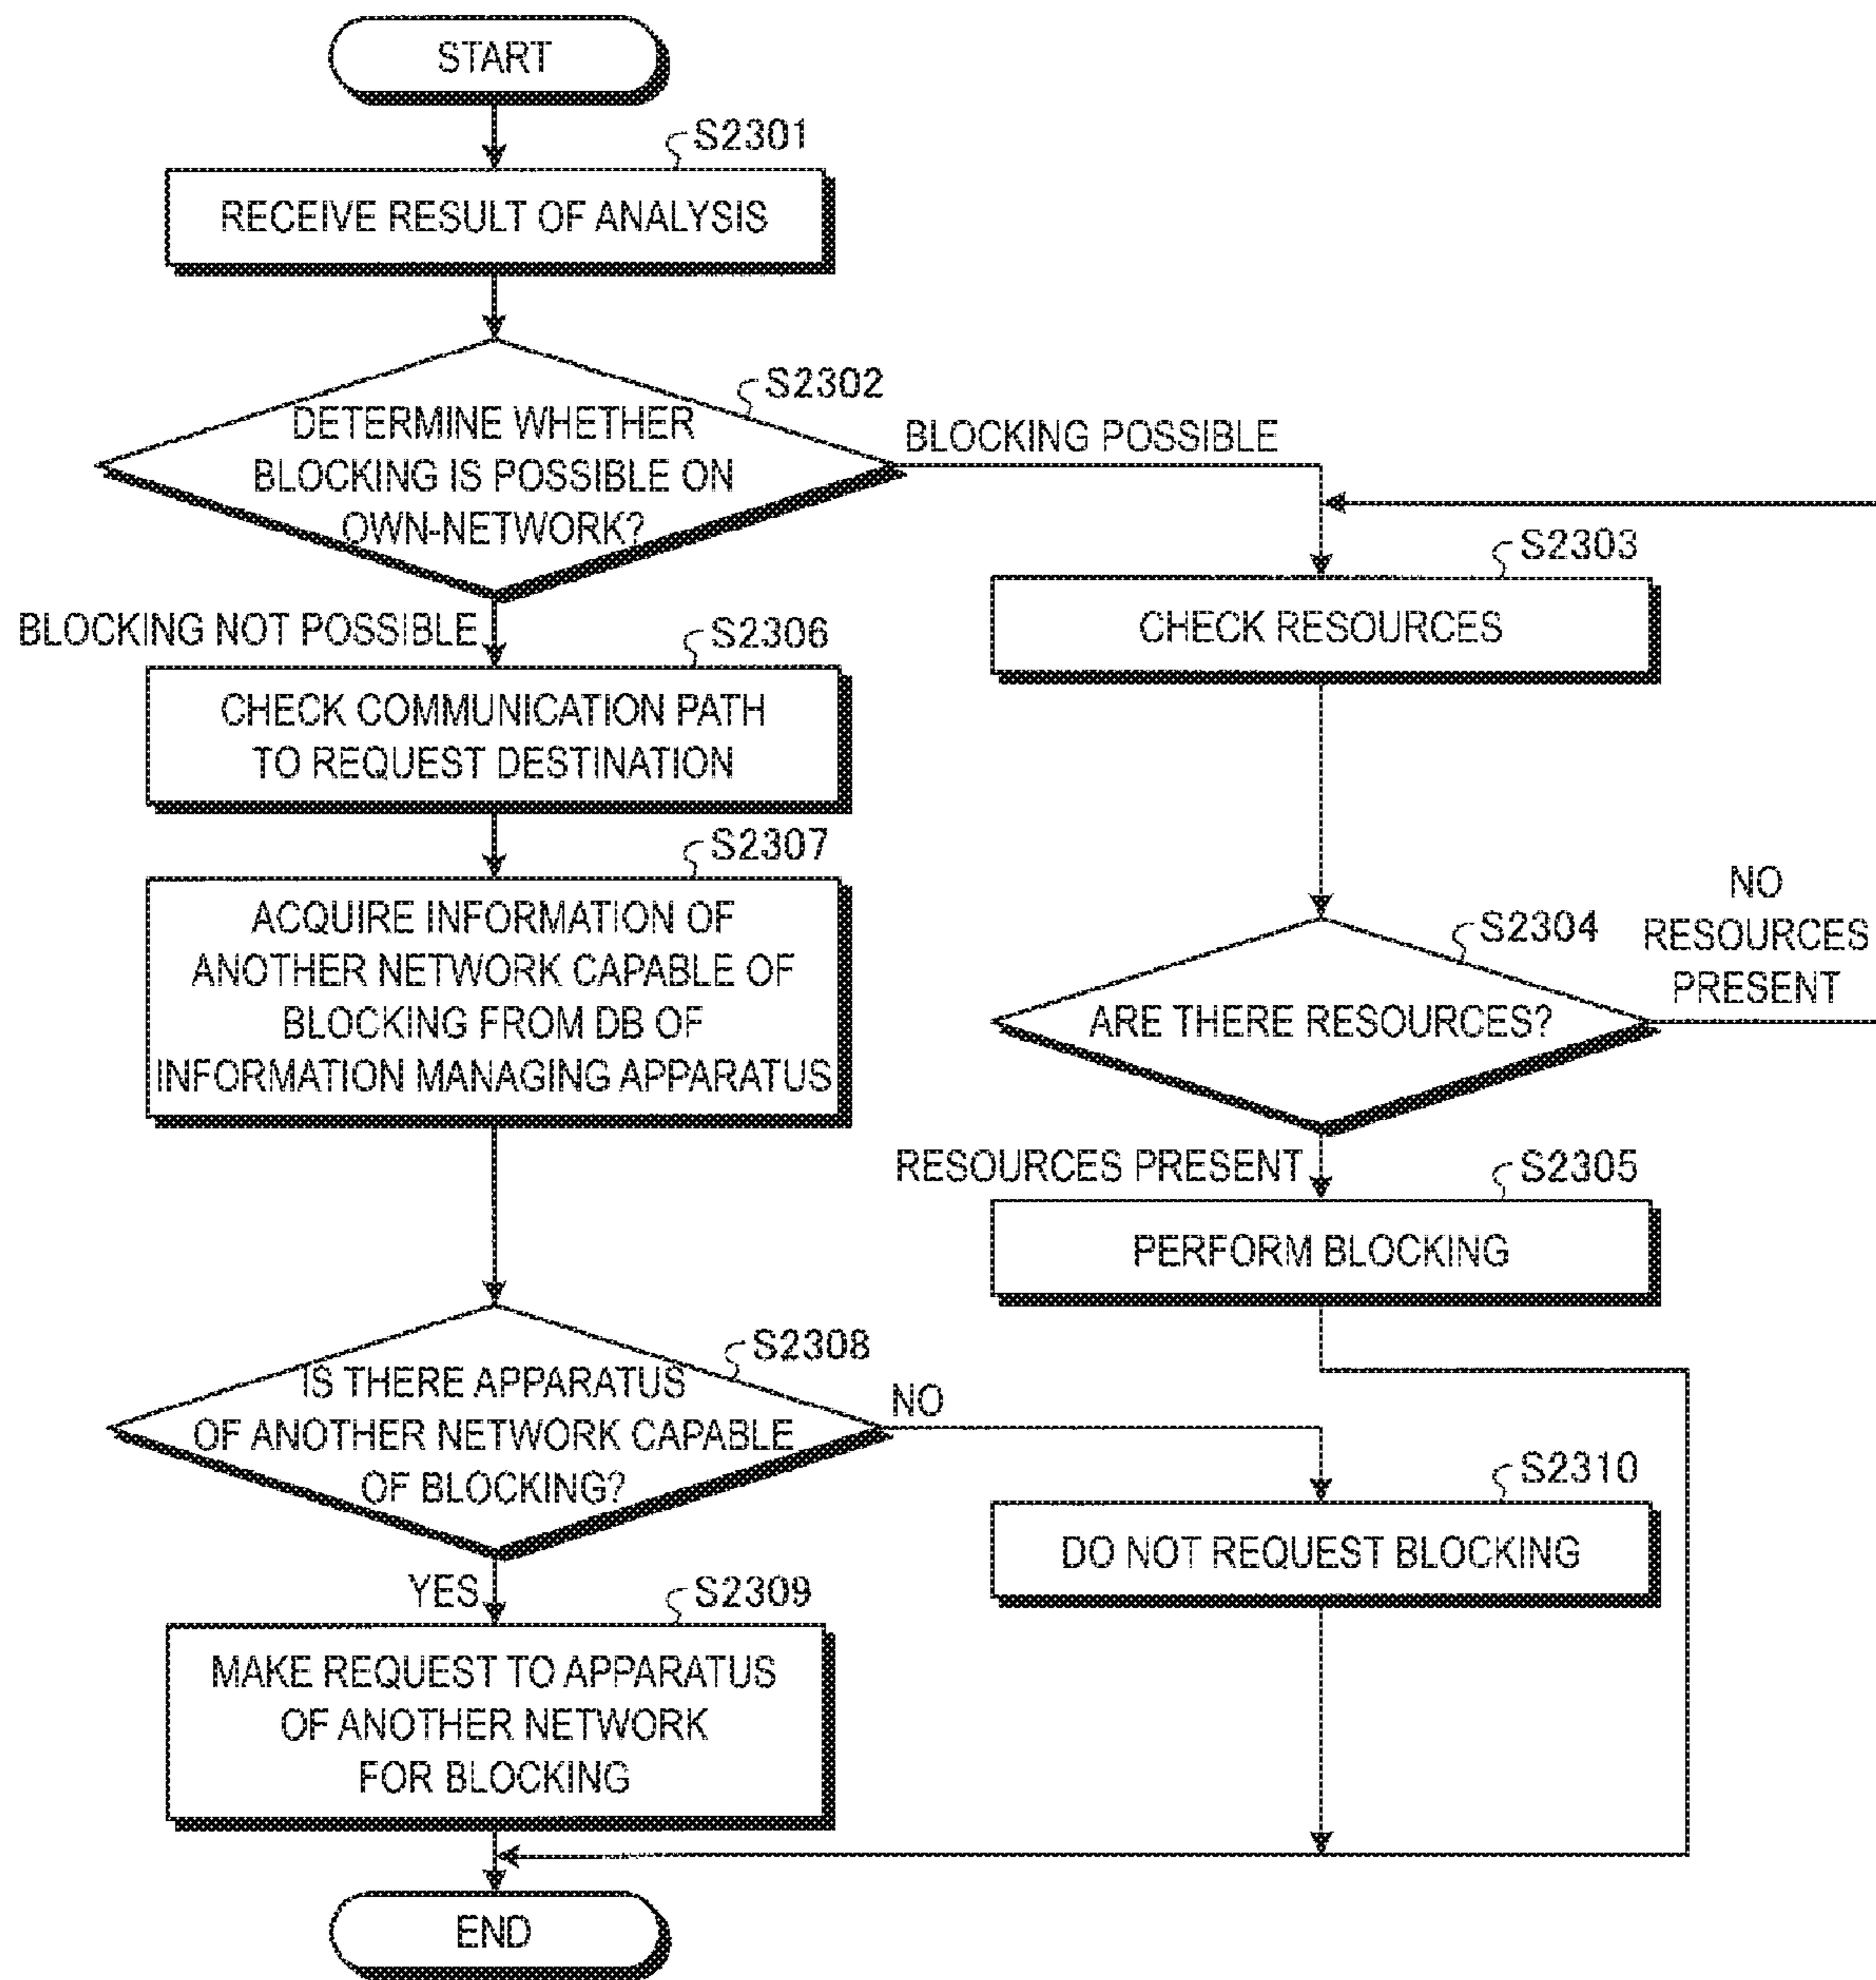 START
S2301
RECEIVE RESULT OF ANALYSIS
S2302
DETERMINE WHETHER
BLOCKING IS POSSIBLE ON
OWN-NETWORK?
BLOCKING POSSIBLE
S2303
CHECK RESOURCES
BLOCKING NOT POSSIBLE
S2306
CHECK COMMUNICATION PATH
TO REQUEST DESTINATION
S2307
ACQUIRE INFORMATION OF
ANOTHER NETWORK CAPABLE OF
BLOCKING FROM DB OF
INFORMATION MANAGING APPARATUS
S2304
ARE THERE RESOURCES?
NO
RESOURCES
PRESENT
RESOURCES PRESENT
S2305
PERFORM BLOCKING
S2308
IS THERE APPARATUS
OF ANOTHER NETWORK CAPABLE
OF BLOCKING?
NO
S2310
DO NOT REQUEST BLOCKING
YES
S2309
MAKE REQUEST TO APPARATUS
OF ANOTHER NETWORK
FOR BLOCKING
END